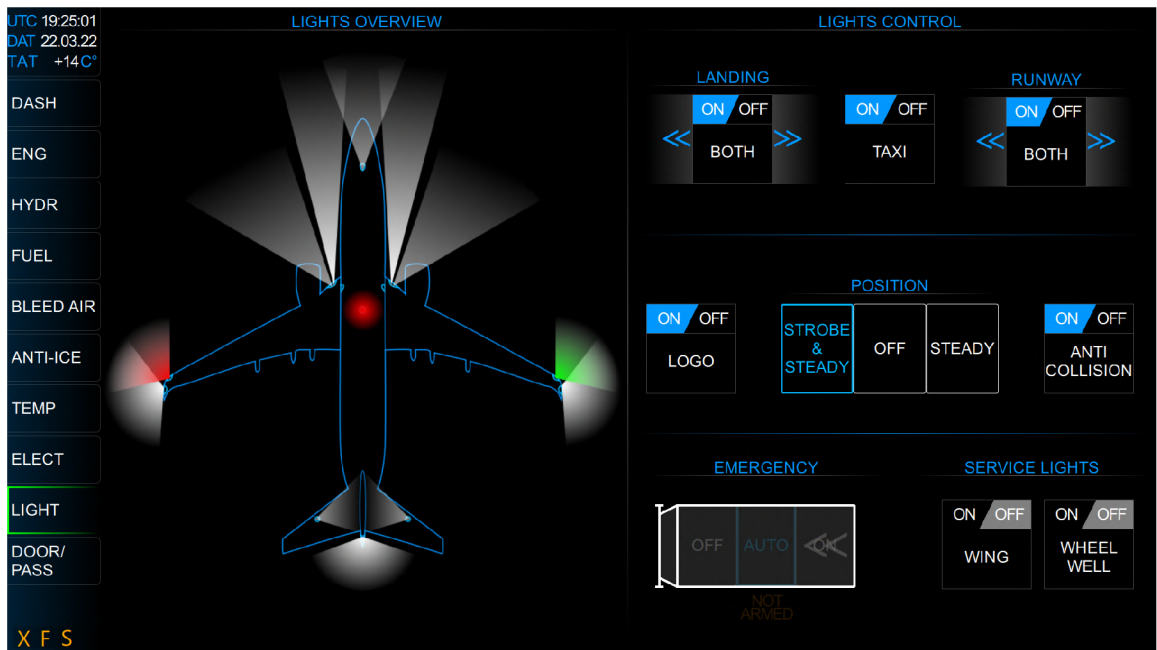 UTC 19:25:01
DAT 22.03.22
TAT +14 C°
DASH
ENG
HYDR
FUEL
BLEED AIR
ANTI-ICE
TEMP
ELECT
LIGHT
DOOR/
PASS
X F S
LIGHTS OVERVIEW
LIGHTS CONTROL
LANDING
ON OFF
BOTH
ON OFF
TAXI
RUNWAY
ON OFF
BOTH
ON OFF
LOGO
POSITION
STROBE
&
STEADY
OFF
STEADY
ON OFF
ANTI
COLLISION
EMERGENCY
OFF
AUTO
ON
NOT
ARMED
SERVICE LIGHTS
ON OFF
WING
ON OFF
WHEEL
WELL